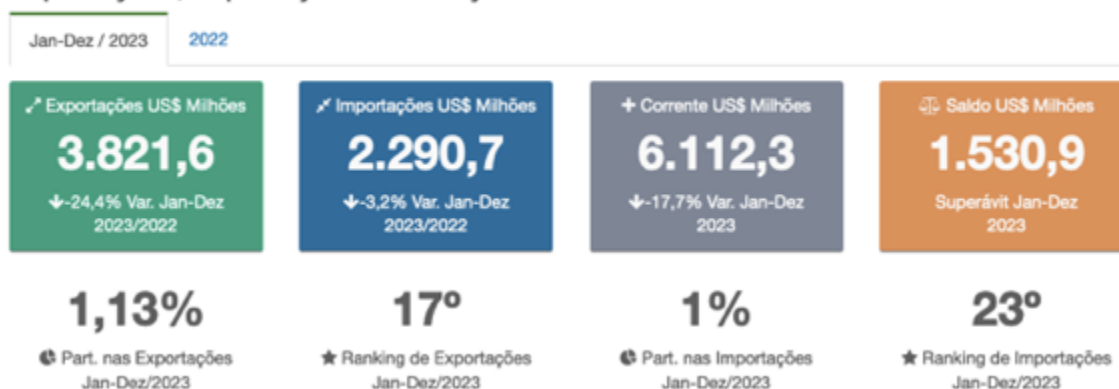 Jan-Dez / 2023
2022
Exportações US$ Milhões
3.821,6
-24,4% Var. Jan-Dez
2023/2022
Importações US$ Milhões
2.290,7
-3,2% Var. Jan-Dez
2023/2022
Corrente US$ Milhões
6.112,3
-17,7% Var. Jan-Dez
2023
Saldo US$ Milhões
1.530,9
Superávit Jan-Dez
2023
1,13%
Part. nas Exportações
Jan-Dez/2023
17º
Ranking de Exportações
Jan-Dez/2023
1%
Part. nas Importações
Jan-Dez/2023
23º
Ranking de Importações
Jan-Dez/2023